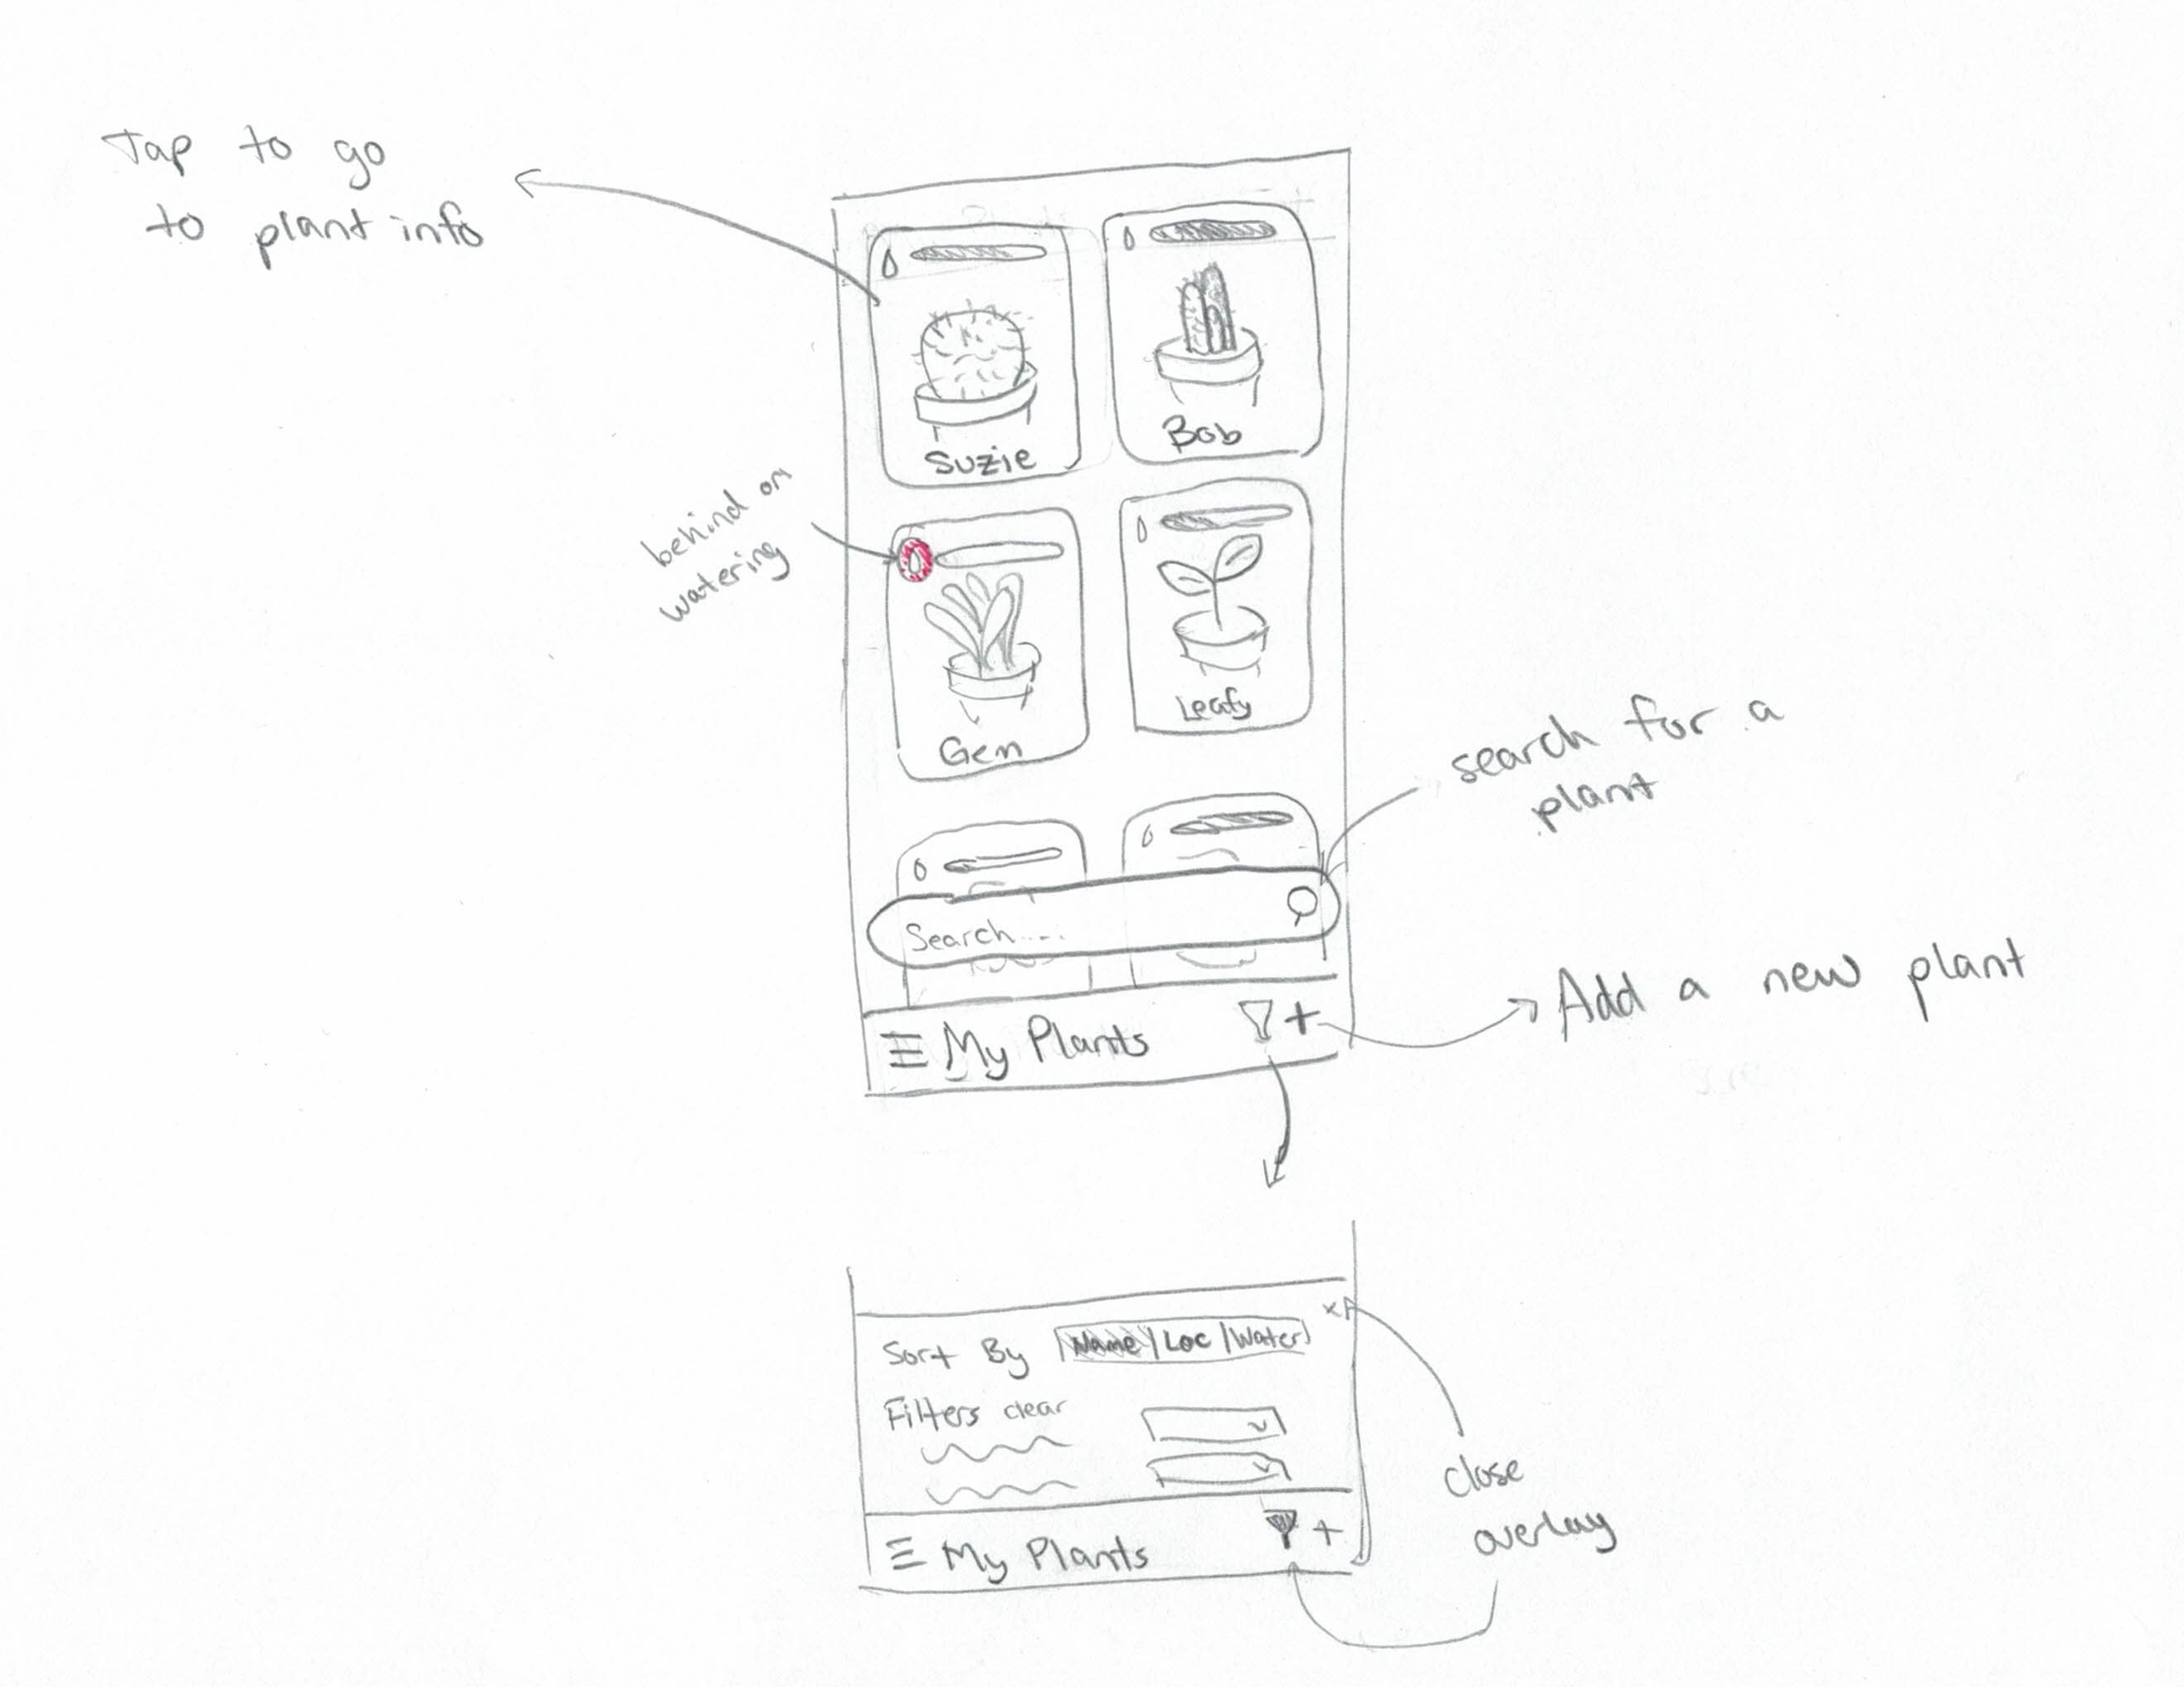 Tap to go
to plant info
Suzie
Bob
behind on
watering
Gem
Leafy
search for a
plant
Search....
Add a new plant
My Plants
x
Sort By Name | Loc | Water
Filters clear
close
overlay
My Plants